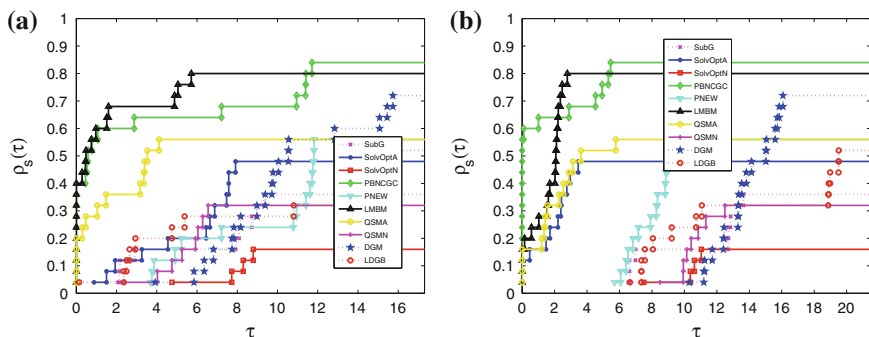 (a)
ρs(τ)
1
0.9
0.8
0.7
0.6
0.5
0.4
0.3
0.2
0.1
0
0 2 4 6 8 10 12 14 16
τ
SubG
SolvOptA
SolvOptN
PBNCGC
PNEW
LMBM
QSMA
QSMN
DGM
LDGB
(b)
ρs(τ)
1
0.9
0.8
0.7
0.6
0.5
0.4
0.3
0.2
0.1
0
0 2 4 6 8 10 12 14 16 18 20
τ
SubG
SolvOptA
SolvOptN
PBNCGC
PNEW
LMBM
QSMA
QSMN
DGM
LDGB